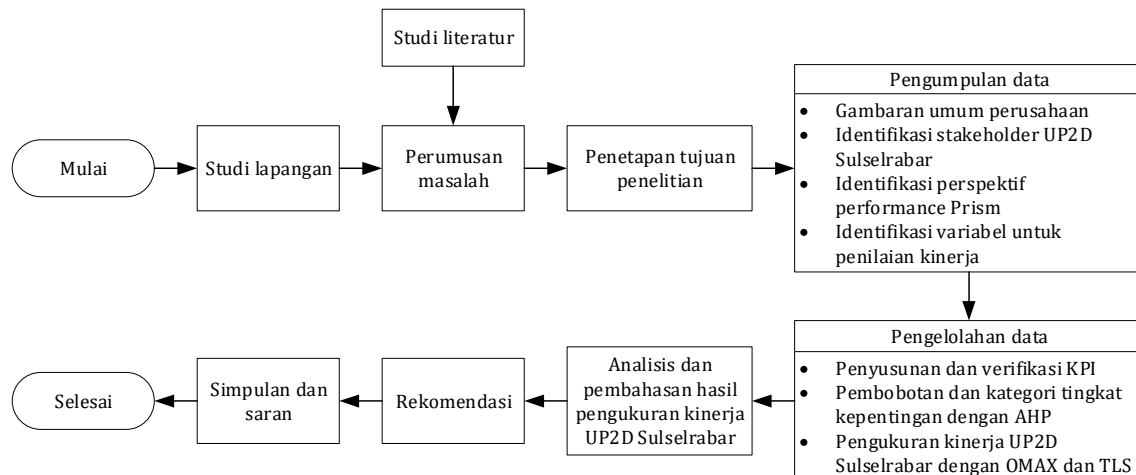 Studi literatur
Mulai
Studi lapangan
Perumusan
masalah
Penetapan tujuan
penelitian
Pengumpulan data
• Gambaran umum perusahaan
• Identifikasi stakeholder UP2D
Sulselrabar
• Identifikasi perspektif
performance Prism
• Identifikasi variabel untuk
penilaian kinerja
Pengelolahan data
• Penyusunan dan verifikasi KPI
• Pembobotan dan kategori tingkat
kepentingan dengan AHP
• Pengukuran kinerja UP2D
Sulselrabar dengan OMAX dan TLS
Analisis dan
pembahasan hasil
pengukuran kinerja
UP2D Sulselrabar
Rekomendasi
Simpulan dan
saran
Selesai